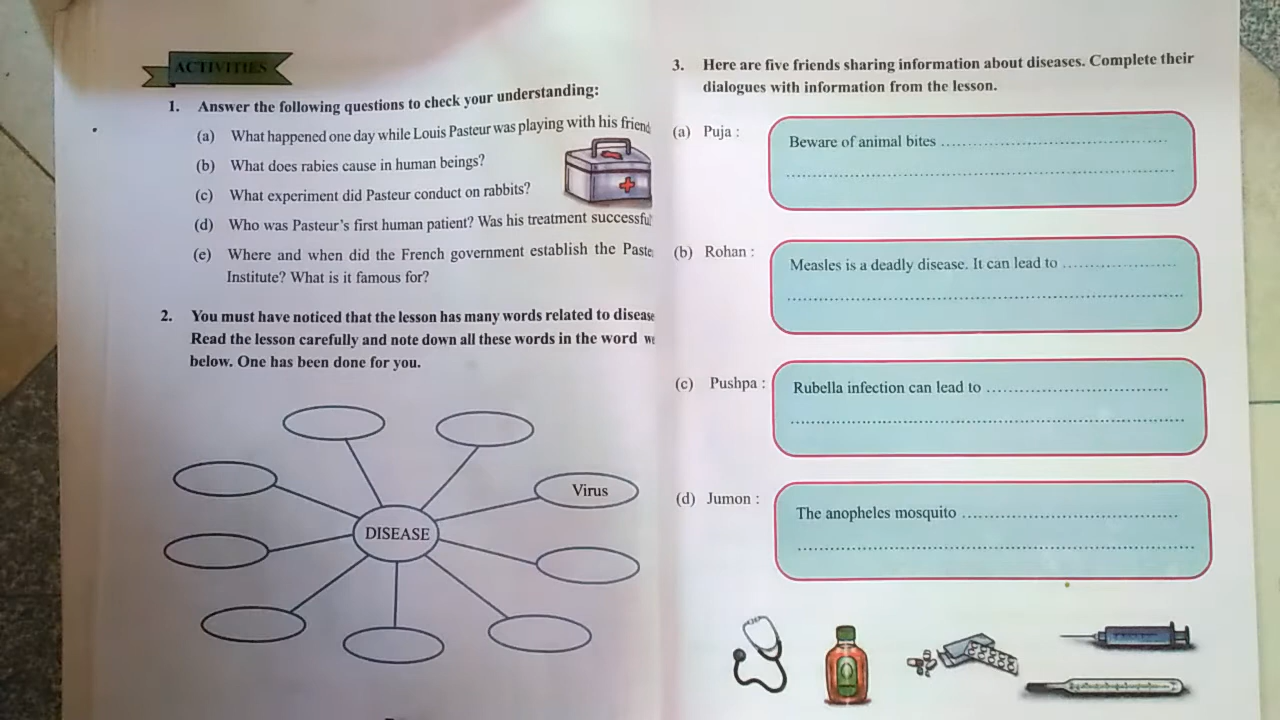 ACTIVITIES
1. Answer the following questions to check your understanding:
(a) What happened one day while Louis Pasteur was playing with his friend
(b) What does rabies cause in human beings?
(c) What experiment did Pasteur conduct on rabbits?
(d) Who was Pasteur's first human patient? Was his treatment successfu
(e) Where and when did the French government establish the Paste
Institute? What is it famous for?
2. You must have noticed that the lesson has many words related to disease
Read the lesson carefully and note down all these words in the word we
below. One has been done for you.
Virus
DISEASE
3. Here are five friends sharing information about diseases. Complete their
dialogues with information from the lesson.
(a) Puja :
Beware of animal bites ........................................
................................................................
(b) Rohan :
Measles is a deadly disease. It can lead to ....................
................................................................
(c) Pushpa :
Rubella infection can lead to ................................
................................................................
(d) Jumon :
The anopheles mosquito ......................................
................................................................